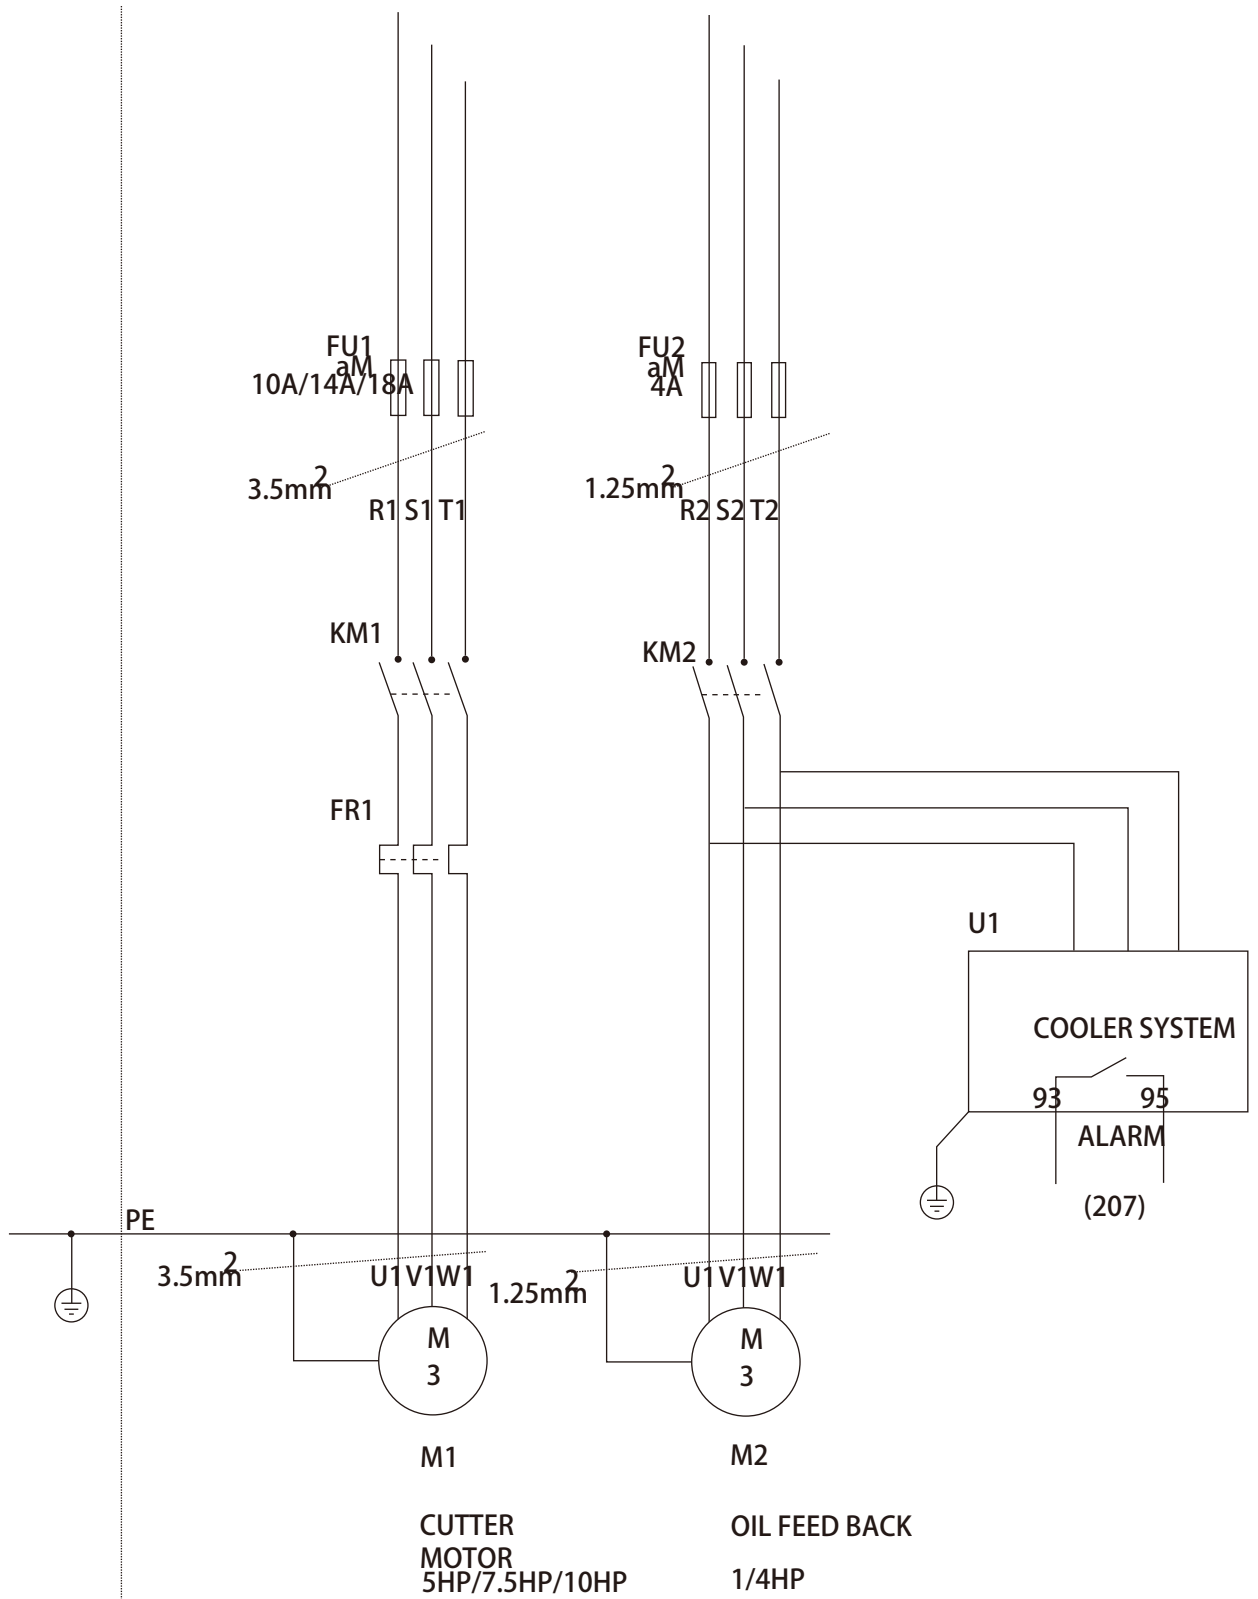 FU1
aM
10A/14A/18A
FU2
aM
4A
3.5mm2
1.25mm2
R1 S1 T1
R2 S2 T2
KM1
KM2
FR1
U1
COOLER SYSTEM
93 95
ALARM
(207)
PE
3.5mm2
U1 V1 W1
1.25mm2
U1 V1 W1
M
3
M
3
M1
M2
CUTTER
MOTOR
5HP/7.5HP/10HP
OIL FEED BACK
1/4HP